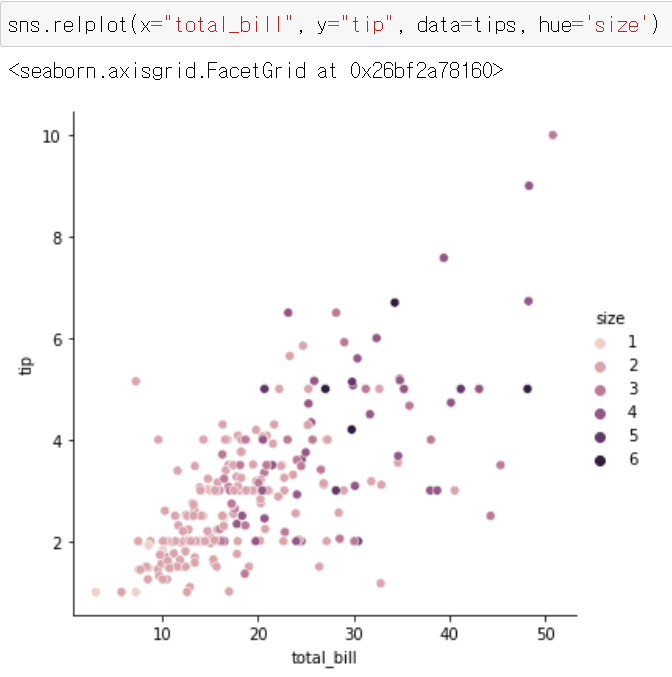 sns.relplot(x="total_bill", y="tip", data=tips, hue='size')
<seaborn.axisgrid.FacetGrid at 0x26bf2a78160>
10
8
6
4
2
tip
10 20 30 40 50
total_bill
size
1
2
3
4
5
6